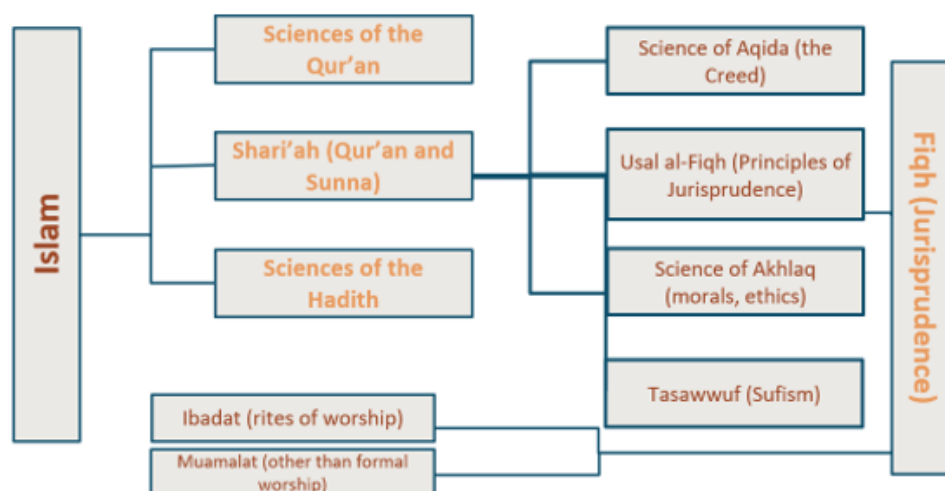 Islam
Sciences of the
Qur'an
Shari'ah (Qur'an and
Sunna)
Sciences of the
Hadith
Science of Aqida (the
Creed)
Usal al-Fiqh (Principles of
Jurisprudence)
Science of Akhlaq
(morals, ethics)
Tasawwuf (Sufism)
Fiqh (Jurisprudence)
Ibadat (rites of worship)
Muamalat (other than formal
worship)